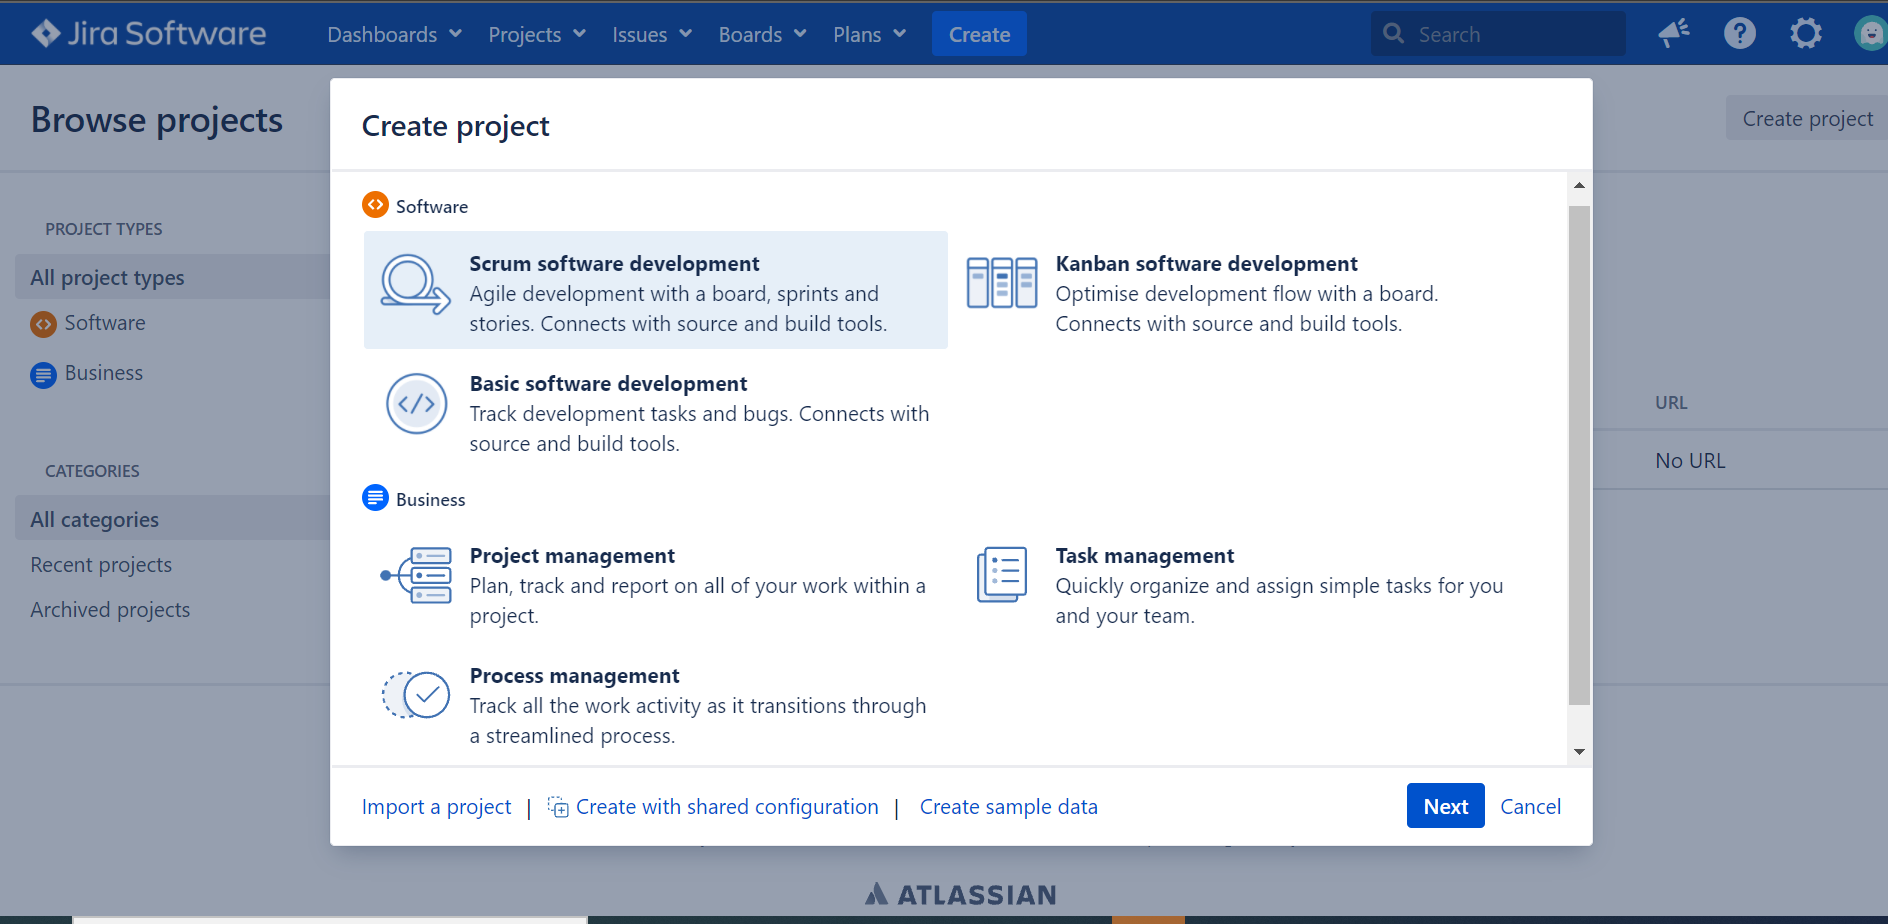 Jira Software
Dashboards Projects Issues Boards Plans Create Search
Browse projects
Create project
Create project
PROJECT TYPES
All project types
Software
Business
CATEGORIES
All categories
Recent projects
Archived projects
Software
Scrum software development
Agile development with a board, sprints and
stories. Connects with source and build tools.
Kanban software development
Optimise development flow with a board.
Connects with source and build tools.
Basic software development
Track development tasks and bugs. Connects with
source and build tools.
Business
Project management
Plan, track and report on all of your work within a
project.
Task management
Quickly organize and assign simple tasks for you
and your team.
Process management
Track all the work activity as it transitions through
a streamlined process.
Import a project | Create with shared configuration | Create sample data
Next Cancel
URL
No URL
ATLASSIAN